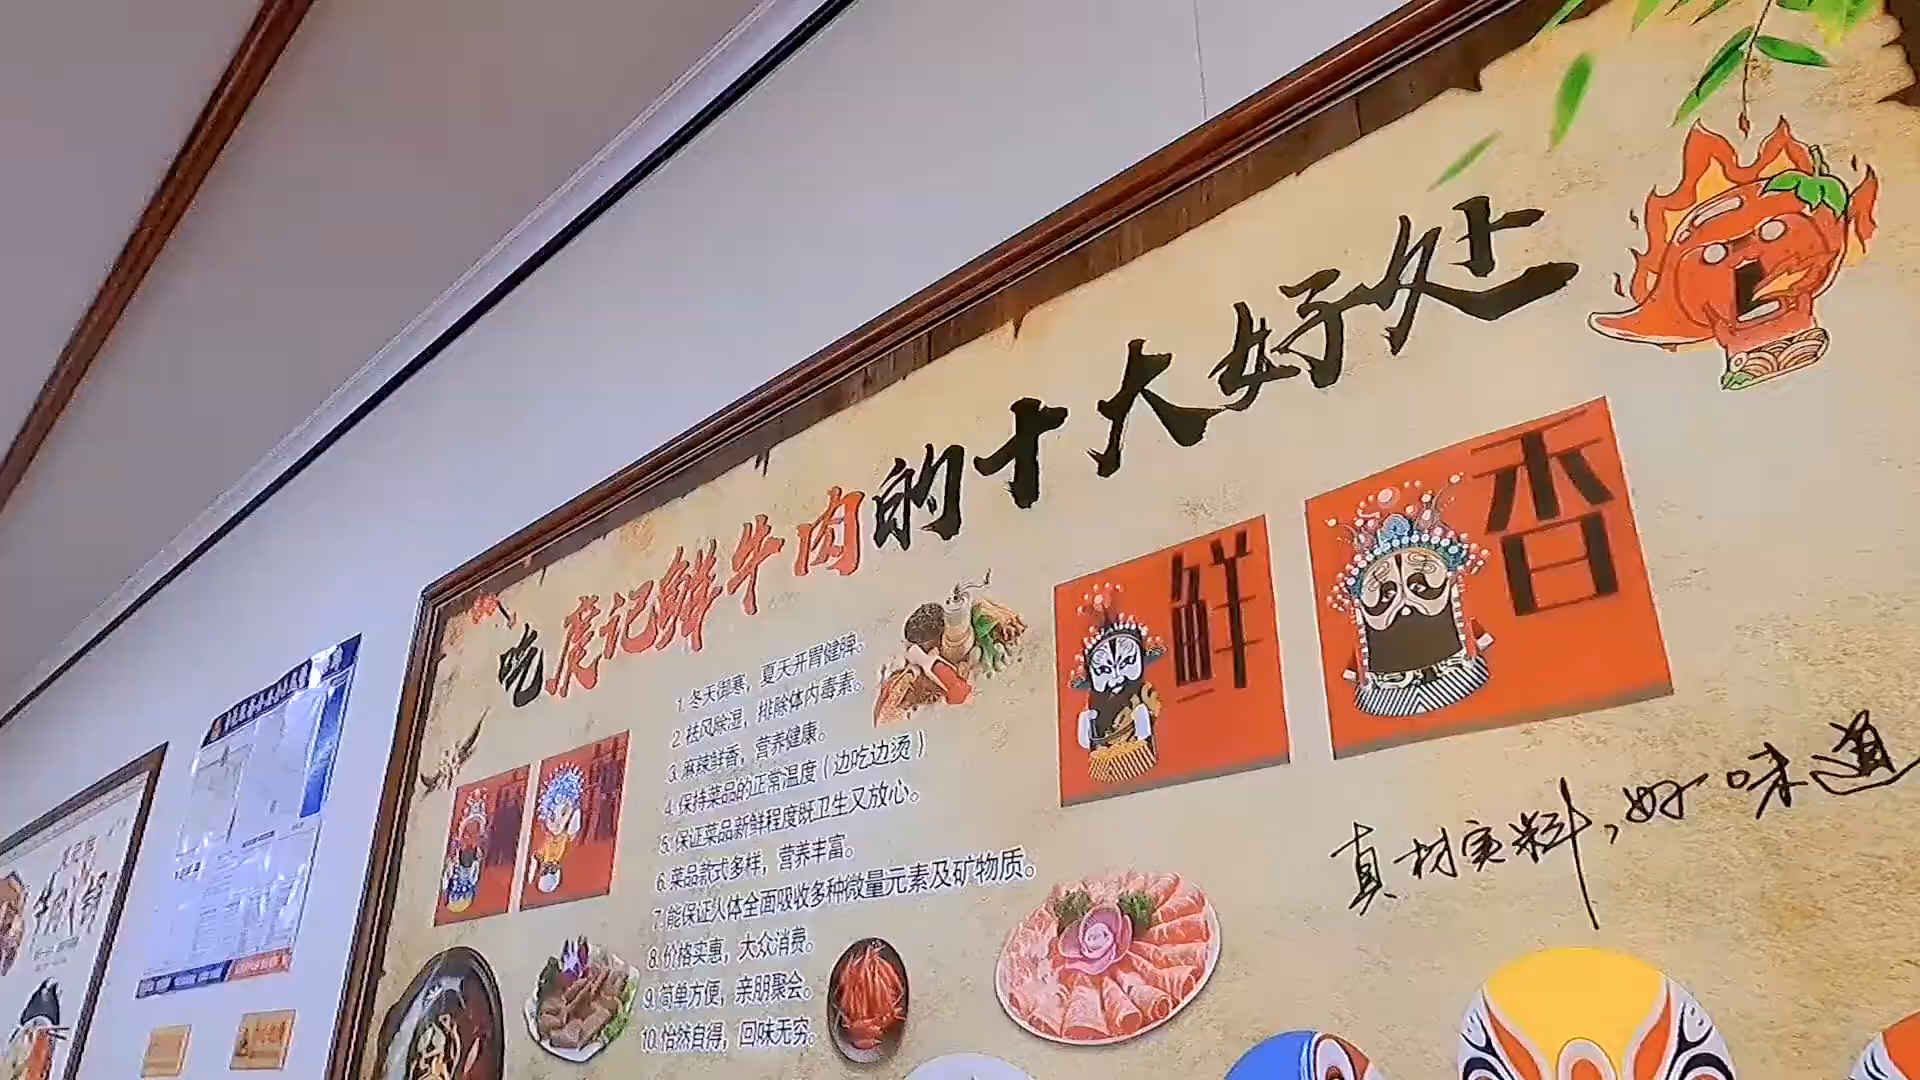 吃虎记鲜牛肉的十大好处
香
鲜
1.冬天御寒，夏天开胃健脾。
2.祛风除湿，排除体内毒素。
3.麻辣鲜香，营养健康。
4.保持菜品的正常温度（边吃边烫）
5.保证菜品新鲜程度既卫生又放心。
6.菜品款式多样，营养丰富。
7.能保证人体全面吸收多种微量元素及矿物质。
8.价格实惠，大众消费。
9.简单方便，亲朋聚会。
10.怡然自得，回味无穷。
真材实料，好味道